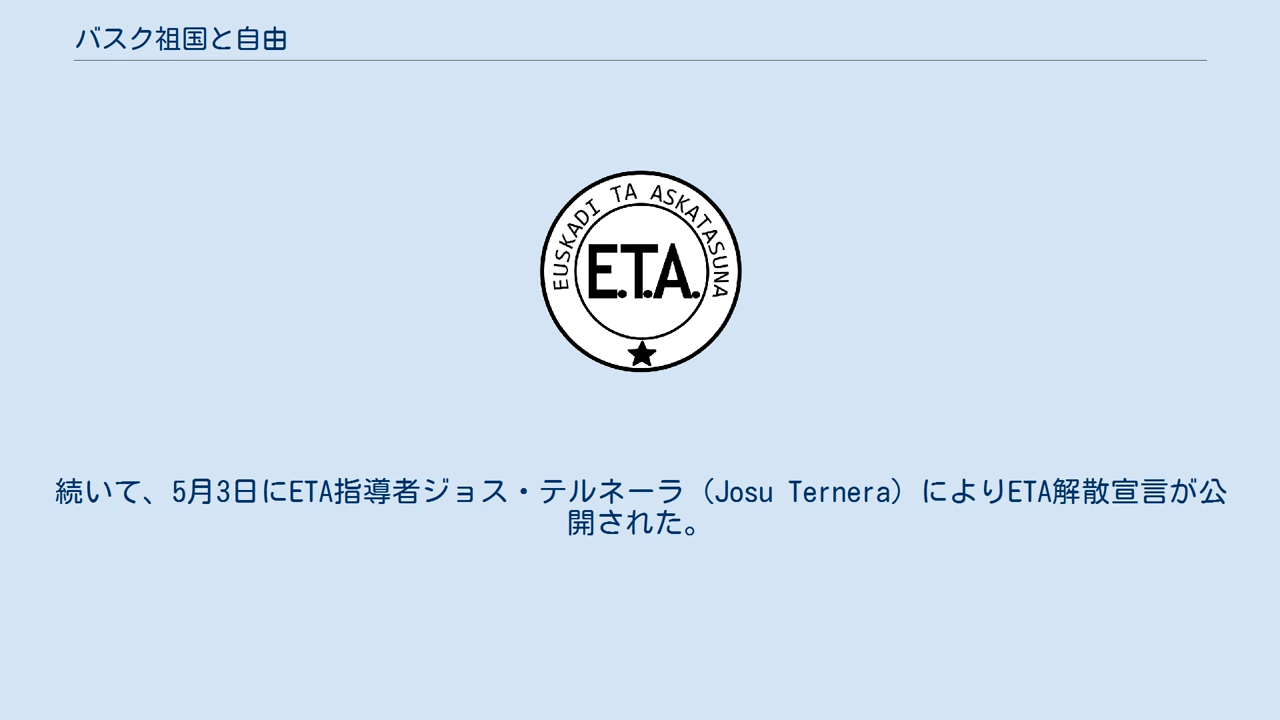 バスク祖国と自由
EUSKADI TA ASKATASUNA
E.T.A.
続いて、5月3日にETA指導者ジョス・テルネーラ（Josu Ternera）によりETA解散宣言が公
開された。